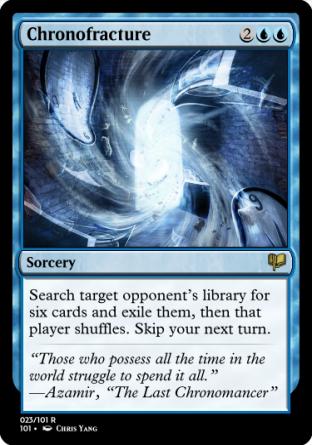 Chronofracture 2
Sorcery
Search target opponent's library for
six cards and exile them, then that
player shuffles. Skip your next turn.
“Those who possess all the time in the
world struggle to spend it all.”
—Azamir, “The Last Chronomancer”
023/101 R
101 • Chris Yang